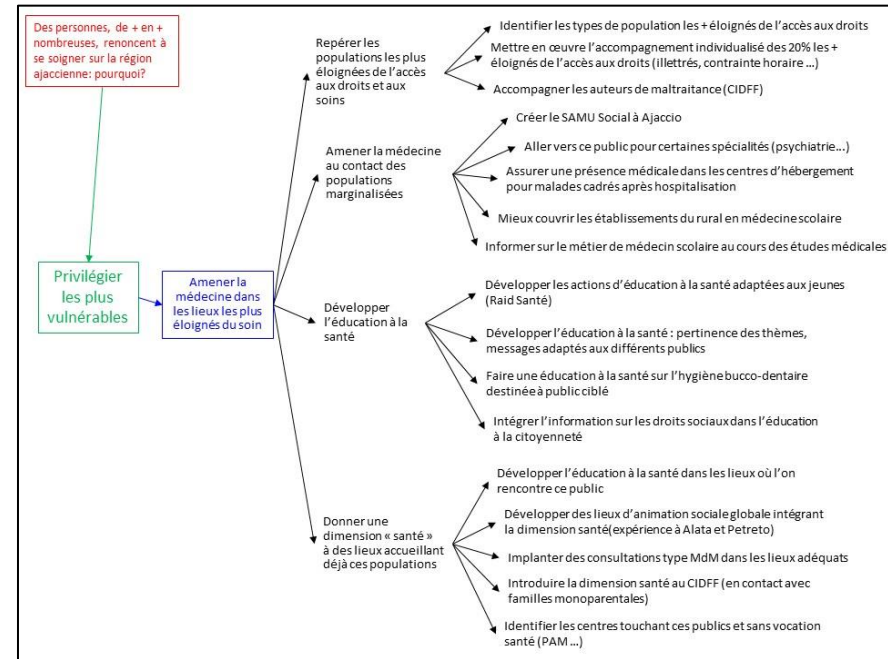 Des personnes, de + en +
nombreuses, renoncent à
se soigner sur la région
ajaccienne: pourquoi?
Privilégier
les plus
vulnérables
Amener la
médecine dans
les lieux les plus
éloignés du soin
Repérer les
populations les plus
éloignées de l'accès
aux droits et aux
soins
Identifier les types de population les + éloignés de l'accès aux droits
Mettre en œuvre l'accompagnement individualisé des 20% les +
éloignés de l'accès aux droits (illettrés, contrainte horaire ...)
Accompagner les auteurs de maltraitance (CIDFF)
Amener la médecine
au contact des
populations
marginalisées
Créer le SAMU Social à Ajaccio
Aller vers ce public pour certaines spécialités (psychiatrie...)
Assurer une présence médicale dans les centres d'hébergement
pour malades cadrés après hospitalisation
Mieux couvrir les établissements du rural en médecine scolaire
Informer sur le métier de médecin scolaire au cours des études médicales
Développer
l'éducation à la
santé
Développer les actions d'éducation à la santé adaptées aux jeunes
(Raid Santé)
Développer l'éducation à la santé : pertinence des thèmes,
messages adaptés aux différents publics
Faire une éducation à la santé sur l'hygiène bucco-dentaire
destinée à public ciblé
Intégrer l'information sur les droits sociaux dans l'éducation
à la citoyenneté
Donner une
dimension « santé »
à des lieux accueillant
déjà ces populations
Développer l'éducation à la santé dans les lieux où l'on
rencontre ce public
Développer des lieux d'animation sociale globale intégrant
la dimension santé(expérience à Alata et Petreto)
Implanter des consultations type MdM dans les lieux adéquats
Introduire la dimension santé au CIDFF (en contact avec
familles monoparentales)
Identifier les centres touchant ces publics et sans vocation
santé (PAM ...)